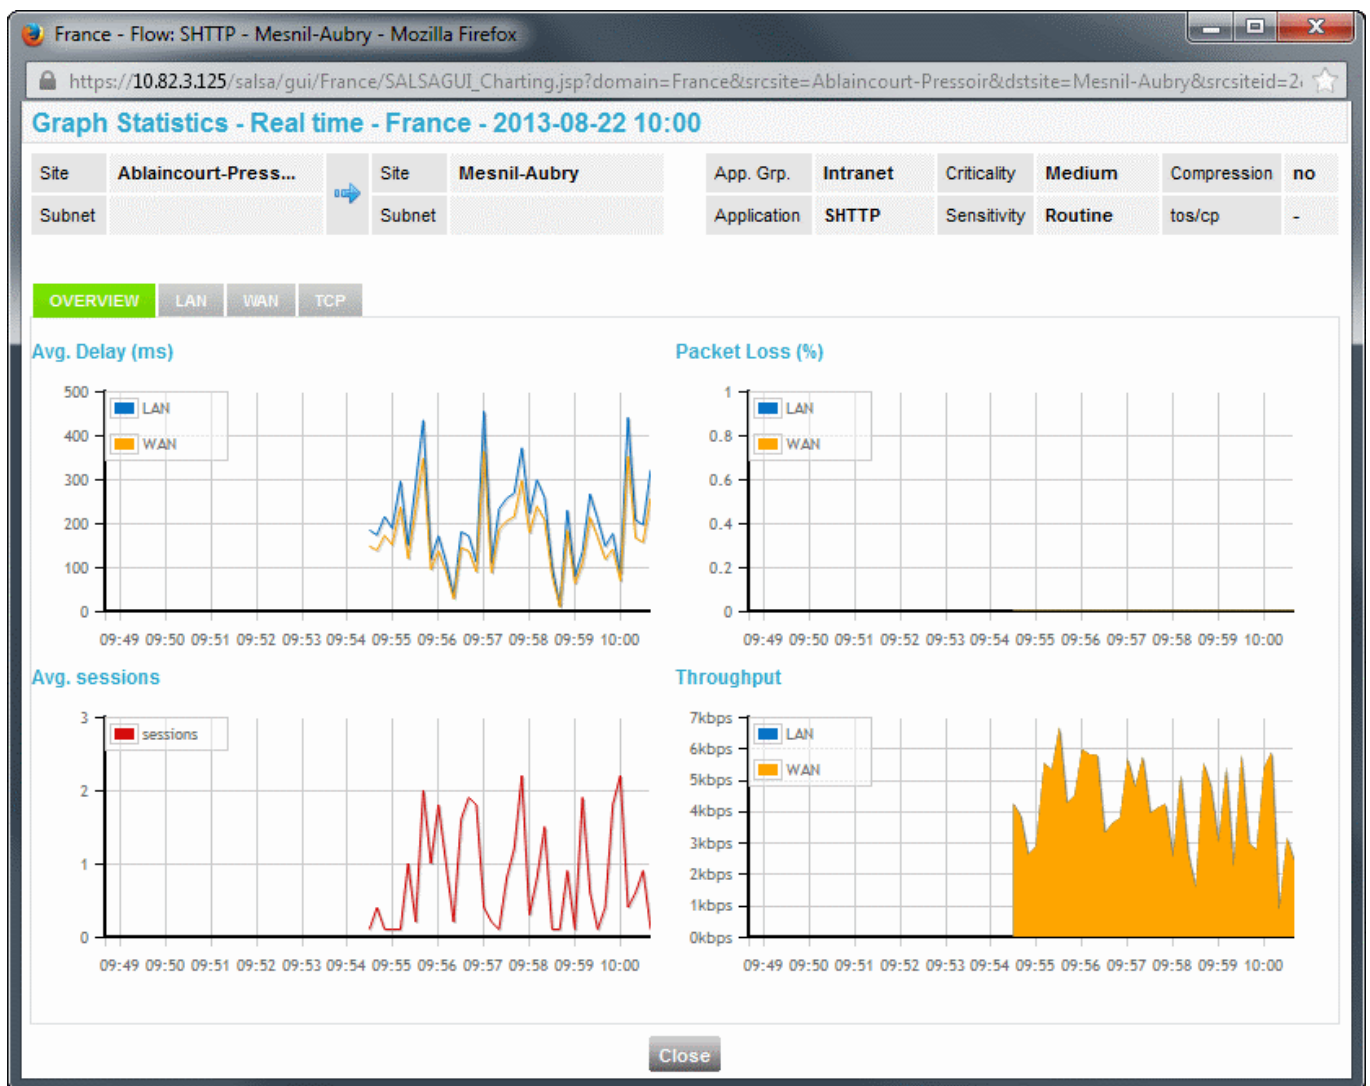 France - Flow: SHTTP - Mesnil-Aubry - Mozilla Firefox
https://10.82.3.125/salsa/gui/France/SALSAGUI_Charting.jsp?domain=France&srcsite=Ablaincourt-Pressoir&dstsite=Mesnil-Aubry&srcsiteid=2
Graph Statistics - Real time - France - 2013-08-22 10:00
Site Ablaincourt-Press... Site Mesnil-Aubry App. Grp. Intranet Criticality Medium Compression no
Subnet Subnet Application SHTTP Sensitivity Routine tos/cp -
OVERVIEW LAN WAN TCP
Avg. Delay (ms)
500
400
300
200
100
0
LAN
WAN
09:49 09:50 09:51 09:52 09:53 09:54 09:55 09:56 09:57 09:58 09:59 10:00
Packet Loss (%)
1
0.8
0.6
0.4
0.2
0
LAN
WAN
09:49 09:50 09:51 09:52 09:53 09:54 09:55 09:56 09:57 09:58 09:59 10:00
Avg. sessions
3
2
1
0
sessions
09:49 09:50 09:51 09:52 09:53 09:54 09:55 09:56 09:57 09:58 09:59 10:00
Throughput
7kbps
6kbps
5kbps
4kbps
3kbps
2kbps
1kbps
0kbps
LAN
WAN
09:49 09:50 09:51 09:52 09:53 09:54 09:55 09:56 09:57 09:58 09:59 10:00
Close